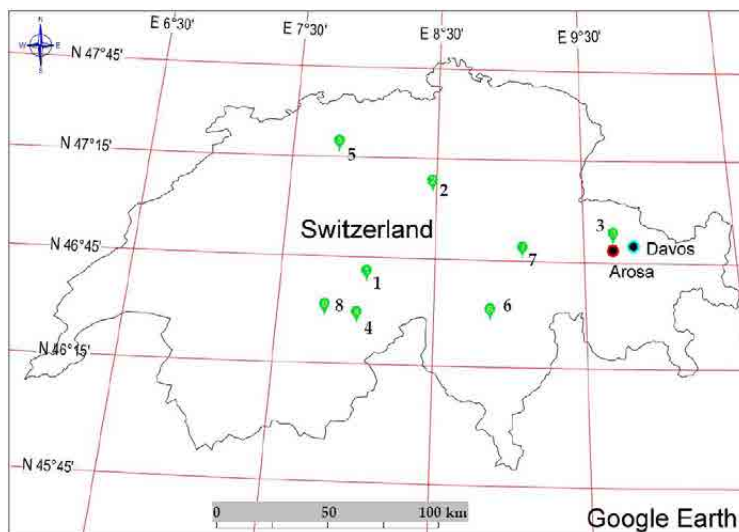 E 6°30' E 7°30' E 8°30' E 9°30'
N
W E
S
N 47°45'
N 47°15'
5
2
Switzerland
3
N 46°45'
7
Davos
Arosa
1
8
6
4
N 46°15'
N 45°45'
0 50 100 km
Google Earth